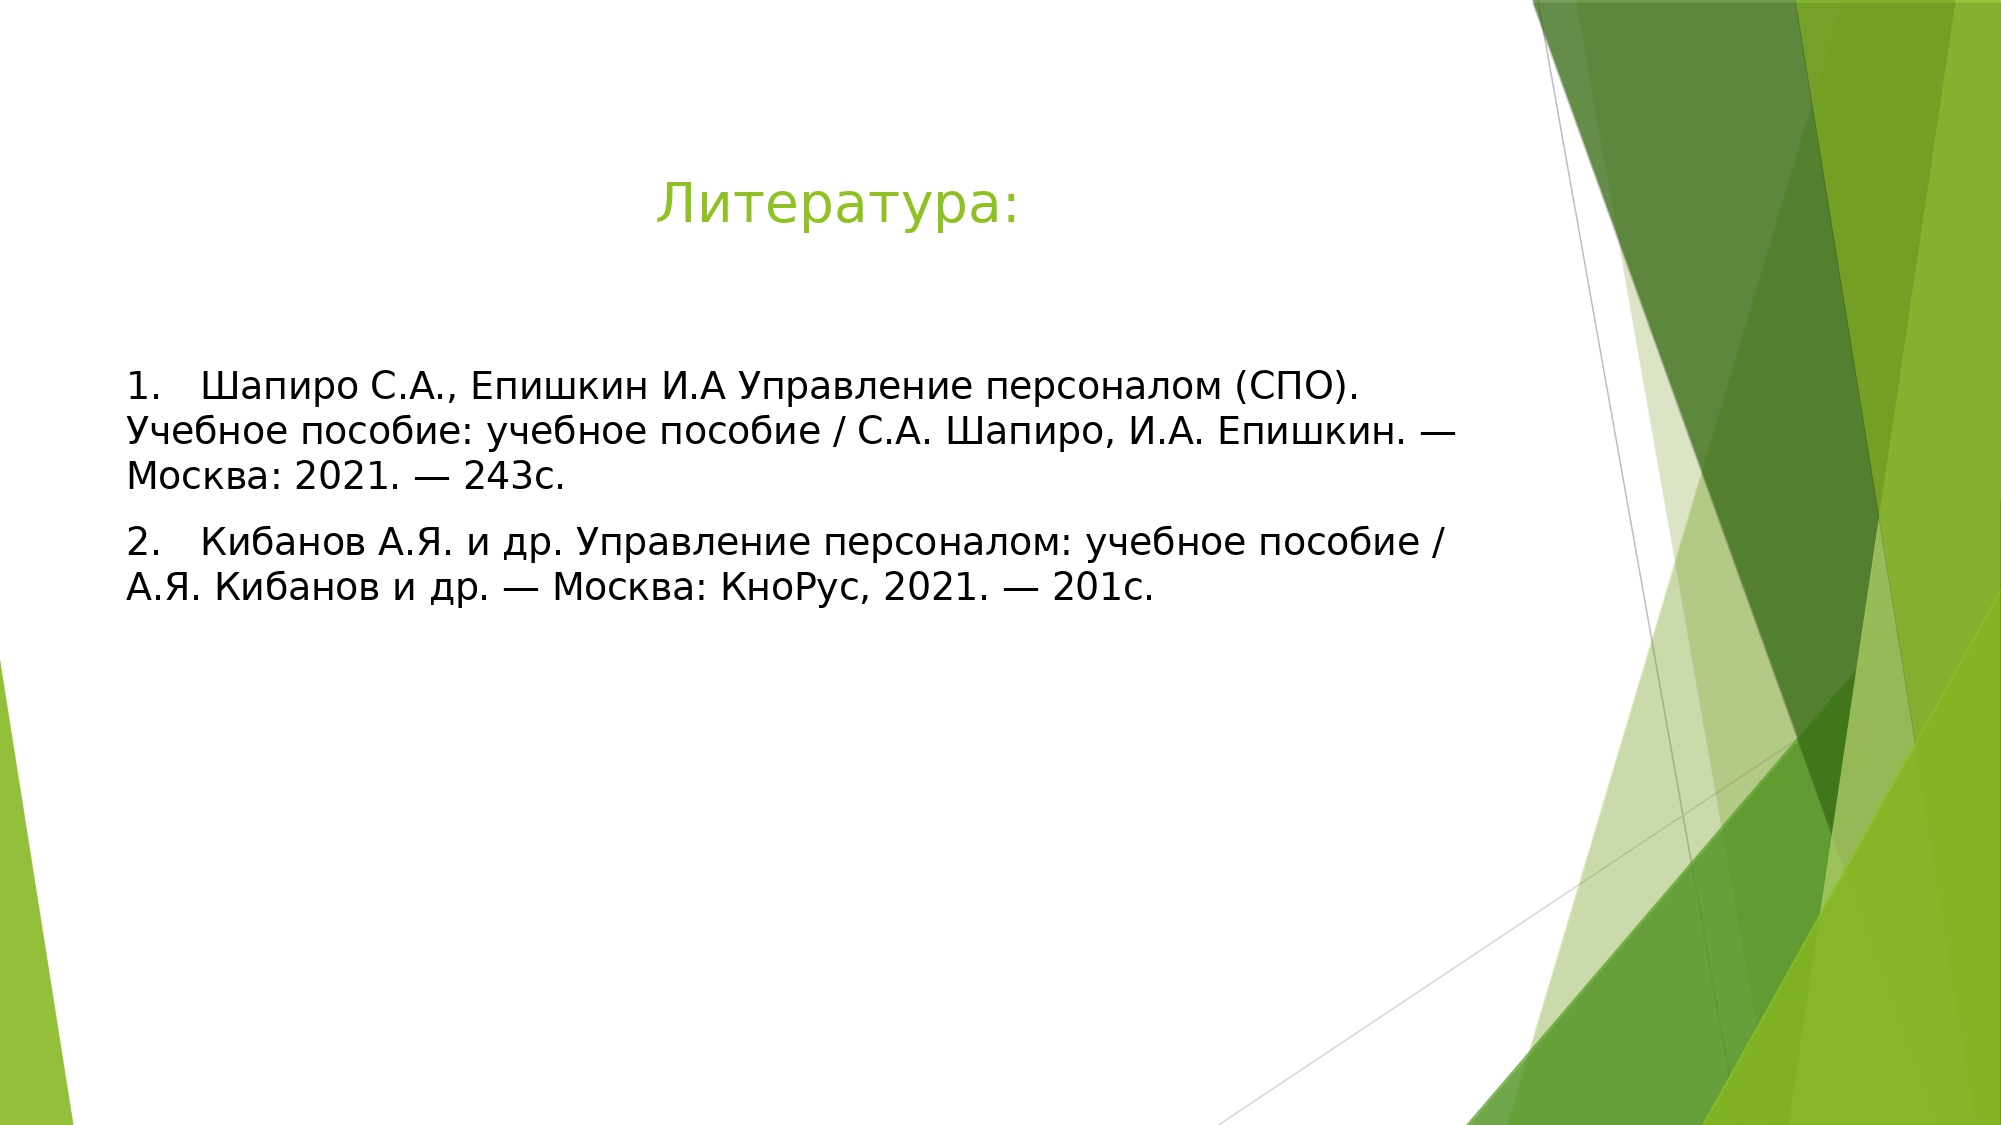 Литература:
1. Шапиро С.А., Епишкин И.А Управление персоналом (СПО).
Учебное пособие: учебное пособие / С.А. Шапиро, И.А. Епишкин. —
Москва: 2021. — 243с.
2. Кибанов А.Я. и др. Управление персоналом: учебное пособие /
А.Я. Кибанов и др. — Москва: КноРус, 2021. — 201с.